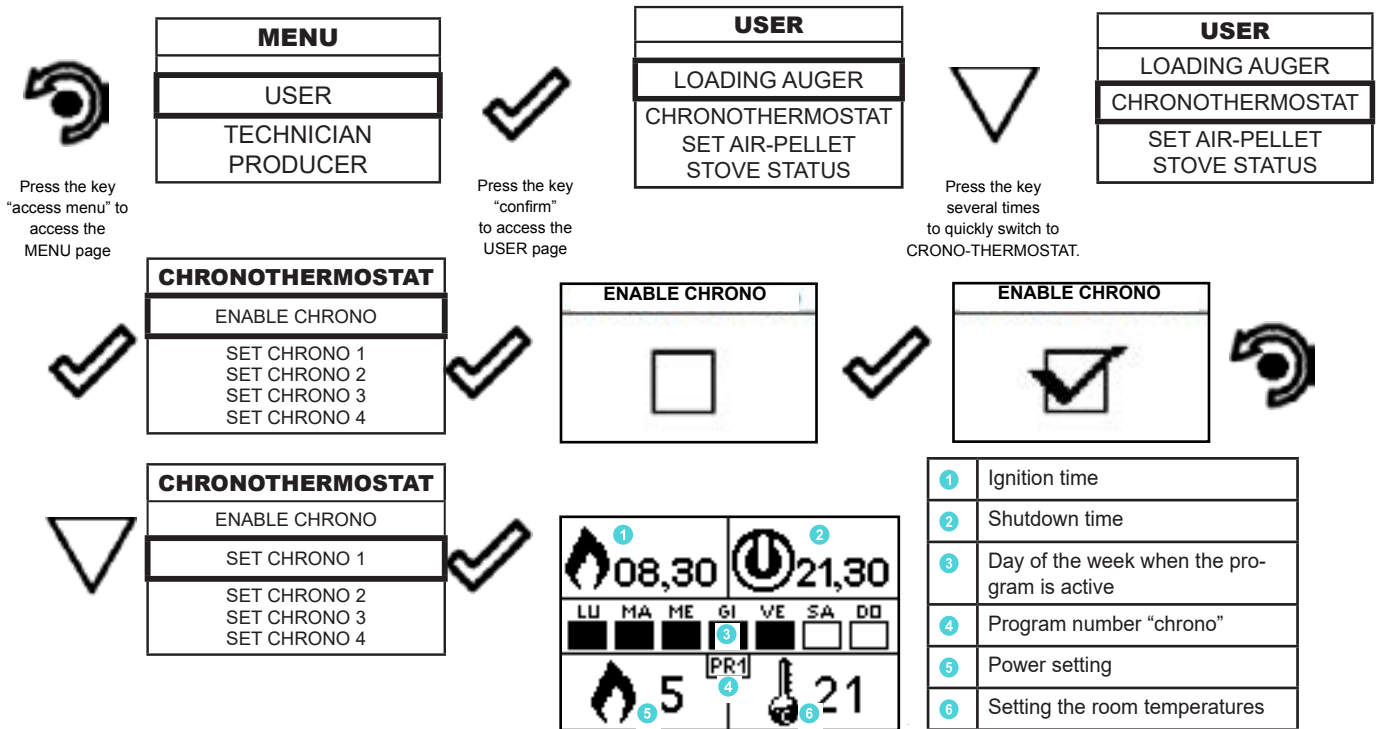 MENU
USER
TECHNICIAN
PRODUCER
Press the key
"access menu" to
access the
MENU page
Press the key
"confirm"
to access the
USER page
USER
LOADING AUGER
CHRONOTHERMOSTAT
SET AIR-PELLET
STOVE STATUS
Press the key
several times
to quickly switch to
CRONO-THERMOSTAT.
USER
LOADING AUGER
CHRONOTHERMOSTAT
SET AIR-PELLET
STOVE STATUS
CHRONOTHERMOSTAT
ENABLE CHRONO
SET CHRONO 1
SET CHRONO 2
SET CHRONO 3
SET CHRONO 4
ENABLE CHRONO
ENABLE CHRONO
CHRONOTHERMOSTAT
ENABLE CHRONO
SET CHRONO 1
SET CHRONO 2
SET CHRONO 3
SET CHRONO 4
1 2
08,30 21,30
LU MA ME GI VE SA DO
3
PR1
4
5 5 6 21
1 Ignition time
2 Shutdown time
3 Day of the week when the pro-
gram is active
4 Program number "chrono"
5 Power setting
6 Setting the room temperatures